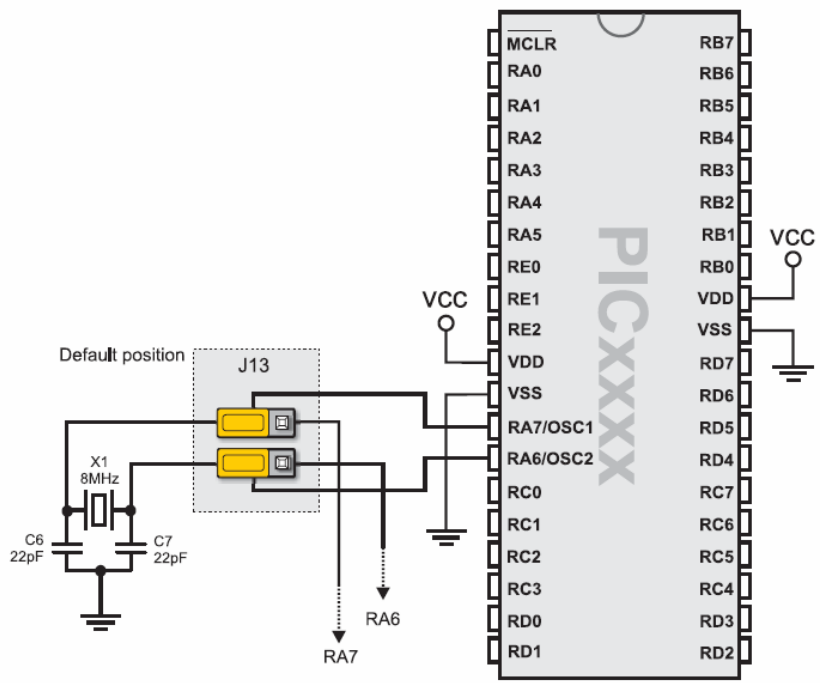 MCLR
RA0
RA1
RA2
RA3
RA4
RA5
RE0
RE1
RE2
VDD
VSS
RA7/OSC1
RA6/OSC2
RC0
RC1
RC2
RC3
RD0
RD1
RB7
RB6
RB5
RB4
RB3
RB2
RB1
RB0
VDD
VSS
RD7
RD6
RD5
RD4
RC7
RC6
RC5
RC4
RD3
RD2
PICxxxx
VCC
VCC
Default position
J13
X1
8MHz
C6
22pF
C7
22pF
RA6
RA7